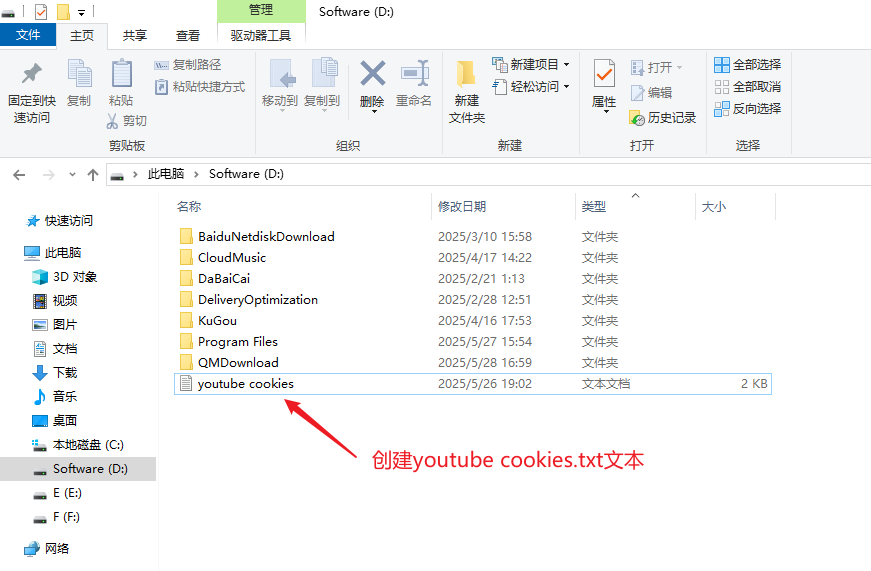 管理
Software (D:)
文件
主页
共享
查看
驱动器工具
固定到快
速访问
复制
粘贴
复制路径
粘贴快捷方式
剪切
剪贴板
移动到
复制到
删除
重命名
组织
新建
文件夹
新建项目
轻松访问
新建
属性
打开
编辑
历史记录
打开
全部选择
全部取消
反向选择
选择
此电脑 › Software (D:)
名称 修改日期 类型 大小
快速访问
此电脑
3D 对象
视频
图片
文档
下载
音乐
桌面
本地磁盘 (C:)
Software (D:)
E (E:)
F (F:)
网络
BaiduNetdiskDownload 2025/3/10 15:58 文件夹
CloudMusic 2025/4/17 14:22 文件夹
DaBaiCai 2025/2/21 1:13 文件夹
DeliveryOptimization 2025/2/28 12:51 文件夹
KuGou 2025/4/16 17:53 文件夹
Program Files 2025/5/27 15:54 文件夹
QMDownload 2025/5/28 16:59 文件夹
youtube cookies 2025/5/26 19:02 文本文档 2 KB
创建youtube cookies.txt文本